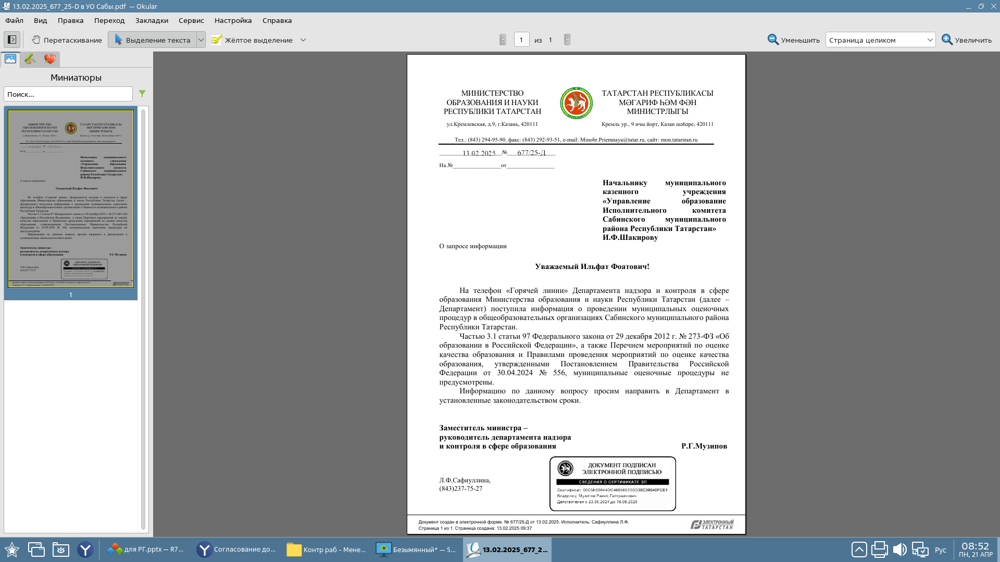 13.02.2025_677_25-D в УО Сабы.pdf — Okular
Файл Вид Правка Переход Закладки Сервис Настройка Справка
Перетаскивание Выделение текста Жёлтое выделение 1 из 1 Уменьшить Страница целиком Увеличить
Миниатюры
Поиск...
1
МИНИСТЕРСТВО
ОБРАЗОВАНИЯ И НАУКИ
РЕСПУБЛИКИ ТАТАРСТАН
ул.Кремлевская, д.9, г.Казань, 420111
ТАТАРСТАН РЕСПУБЛИКАСЫ
МӘГАРИФ ҺӘМ ФӘН
МИНИСТРЛЫГЫ
Кремль ур., 9 нчы йорт, Казан шәһәре, 420111
Тел.: (843) 294-95-90, факс: (843) 292-93-51, e-mail: Minobr.Priemnaya@tatar.ru, сайт: mon.tatarstan.ru
13.02.2025 № 677/25-Д
На №________________от________________
Начальнику муниципального
казенного учреждения
«Управление образование
Исполнительного комитета
Сабинского муниципального
района Республики Татарстан»
И.Ф.Шакирову
О запросе информации
Уважаемый Ильфат Фоатович!
На телефон «Горячей линии» Департамента надзора и контроля в сфере
образования Министерства образования и науки Республики Татарстан (далее –
Департамент) поступила информация о проведении муниципальных оценочных
процедур в общеобразовательных организациях Сабинского муниципального района
Республики Татарстан.
Частью 3.1 статьи 97 Федерального закона от 29 декабря 2012 г. № 273-ФЗ «Об
образовании в Российской Федерации», а также Перечнем мероприятий по оценке
качества образования и Правилами проведения мероприятий по оценке качества
образования, утвержденными Постановлением Правительства Российской
Федерации от 30.04.2024 № 556, муниципальные оценочные процедуры не
предусмотрены.
Информацию по данному вопросу просим направить в Департамент в
установленные законодательством сроки.
Заместитель министра –
руководитель департамента надзора
и контроля в сфере образования Р.Г.Музипов
ДОКУМЕНТ ПОДПИСАН
ЭЛЕКТРОННОЙ ПОДПИСЬЮ
СВЕДЕНИЯ О СЕРТИФИКАТЕ ЭП
Сертификат: 00C5E09644DC4685602D3D30C39540FCE1
Владелец: Музипов Рамис Гаптраисович
Действителен с 23.05.2024 до 16.08.2025
Л.Ф.Сафиуллина,
(843)237-75-27
Документ создан в электронной форме. № 677/25-Д от 13.02.2025. Исполнитель: Сафиуллина Л.Ф.
Страница 1 из 1. Страница создана: 13.02.2025 09:37
ЭЛЕКТРОННЫЙ
ТАТАРСТАН
для РГ.pptx — R7... Согласование до... Контр раб – Мене... Безымянный* — S... 13.02.2025_677_2... Рус 08:52
ПН, 21 АПР